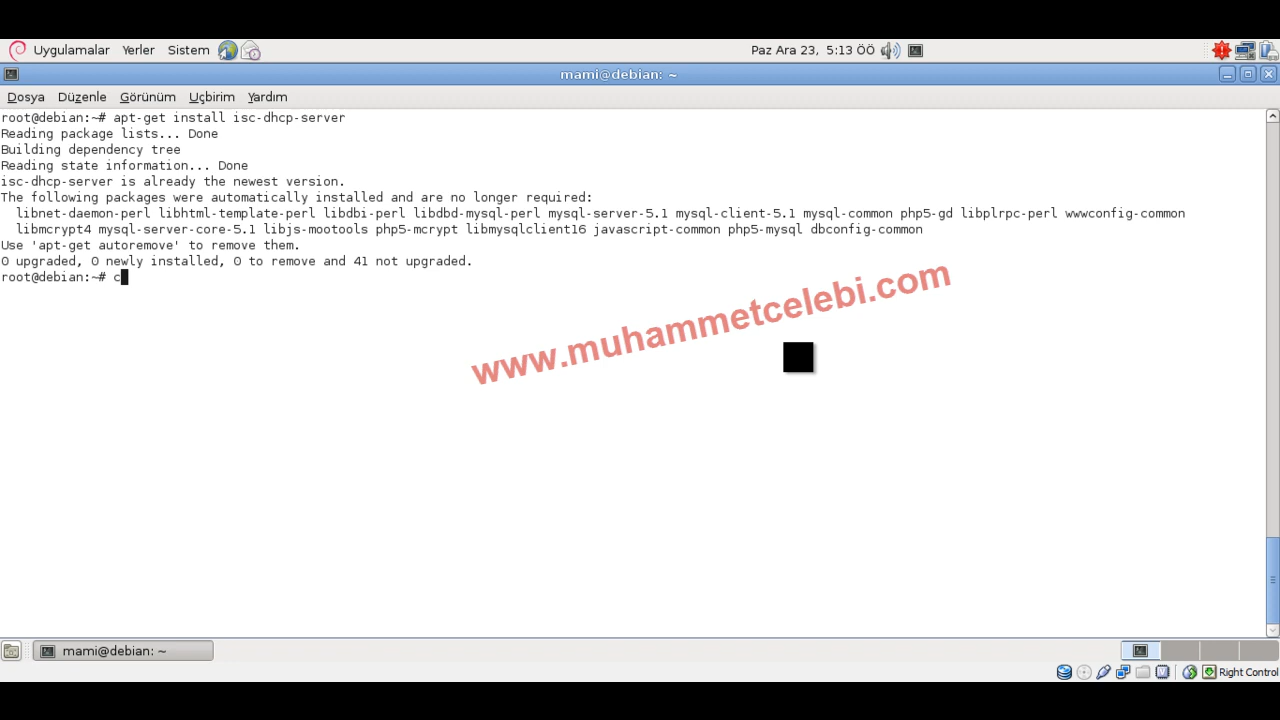 Uygulamalar Yerler Sistem Paz Ara 23, 5:13 ÖÖ
mami@debian: ~
Dosya Düzenle Görünüm Uçbirim Yardım
root@debian:~# apt-get install isc-dhcp-server
Reading package lists... Done
Building dependency tree
Reading state information... Done
isc-dhcp-server is already the newest version.
The following packages were automatically installed and are no longer required:
libnet-daemon-perl libhtml-template-perl libdbi-perl libdbd-mysql-perl mysql-server-5.1 mysql-client-5.1 mysql-common php5-gd libplrpc-perl wwwconfig-common
libmcrypt4 mysql-server-core-5.1 libjs-mootools php5-mcrypt libmysqlclient16 javascript-common php5-mysql dbconfig-common
Use 'apt-get autoremove' to remove them.
0 upgraded, 0 newly installed, 0 to remove and 41 not upgraded.
root@debian:~# c
www.muhammetcelebi.com
mami@debian: ~
Right Control